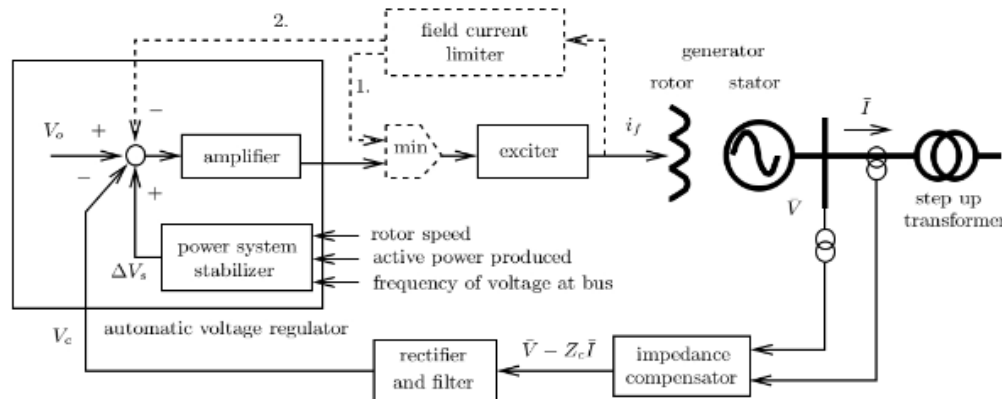 2.
field current
limiter
1.
generator
rotor
stator
V_o
+
−
−
+
amplifier
min
exciter
i_f
Ī
V̄
step up
transformer
power system
stabilizer
ΔV_s
rotor speed
active power produced
frequency of voltage at bus
V_c
automatic voltage regulator
rectifier
and filter
V̄ − Z_cĪ
impedance
compensator